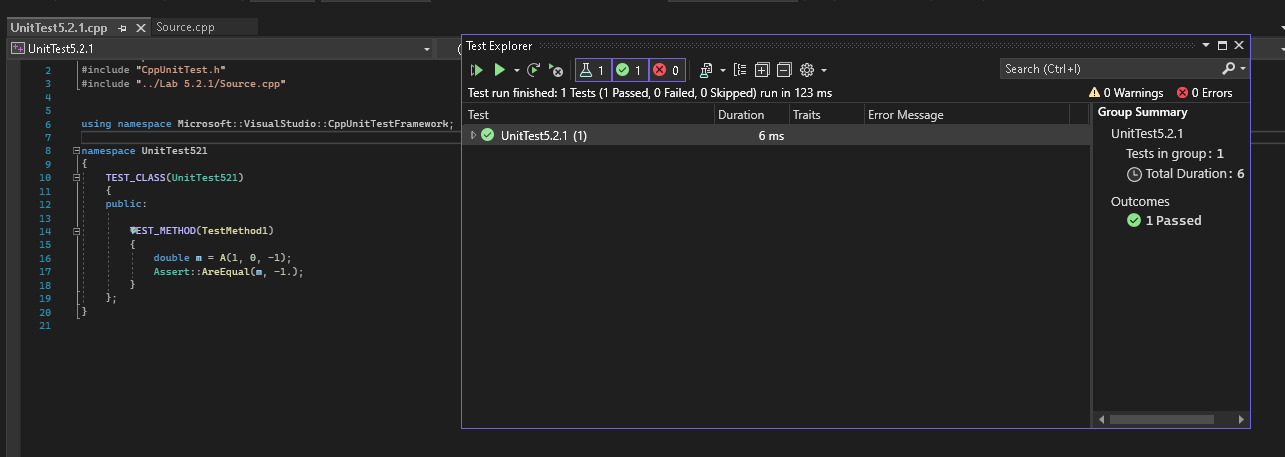 UnitTest5.2.1.cpp
Source.cpp
UnitTest5.2.1
2 #include "CppUnitTest.h"
3 #include "../Lab 5.2.1/Source.cpp"
4
5
6 using namespace Microsoft::VisualStudio::CppUnitTestFramework;
7
8 namespace UnitTest521
9 {
10 TEST_CLASS(UnitTest521)
11 {
12 public:
13
14 TEST_METHOD(TestMethod1)
15 {
16 double m = A(1, 0, -1);
17 Assert::AreEqual(m, -1.);
18 }
19 };
20 }
21
Test Explorer
1 1 0
Search (Ctrl+I)
Test run finished: 1 Tests (1 Passed, 0 Failed, 0 Skipped) run in 123 ms
0 Warnings 0 Errors
Test Duration Traits Error Message
UnitTest5.2.1 (1) 6 ms
Group Summary
UnitTest5.2.1
Tests in group: 1
Total Duration: 6
Outcomes
1 Passed